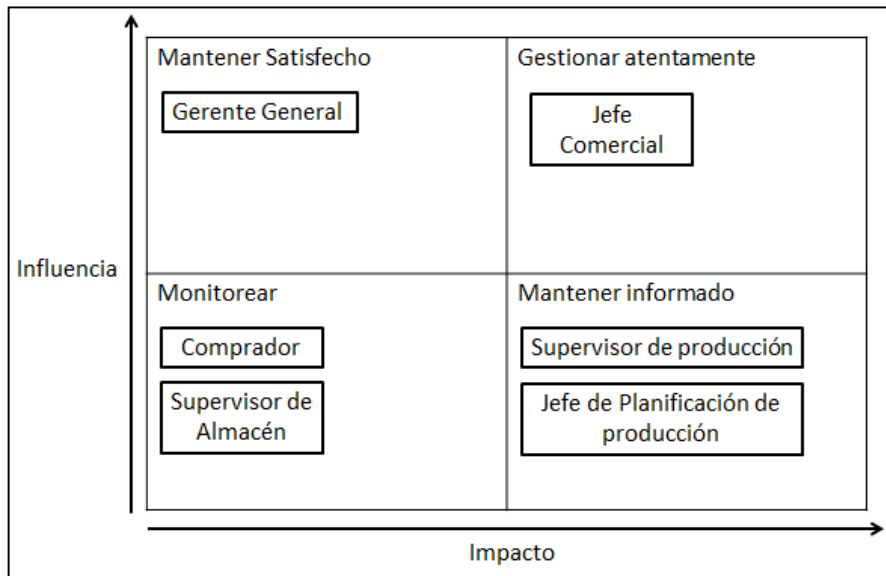 Mantener Satisfecho
Gerente General
Gestionar atentamente
Jefe
Comercial
Influencia
Monitorear
Comprador
Supervisor de
Almacén
Mantener informado
Supervisor de producción
Jefe de Planificación de
producción
Impacto